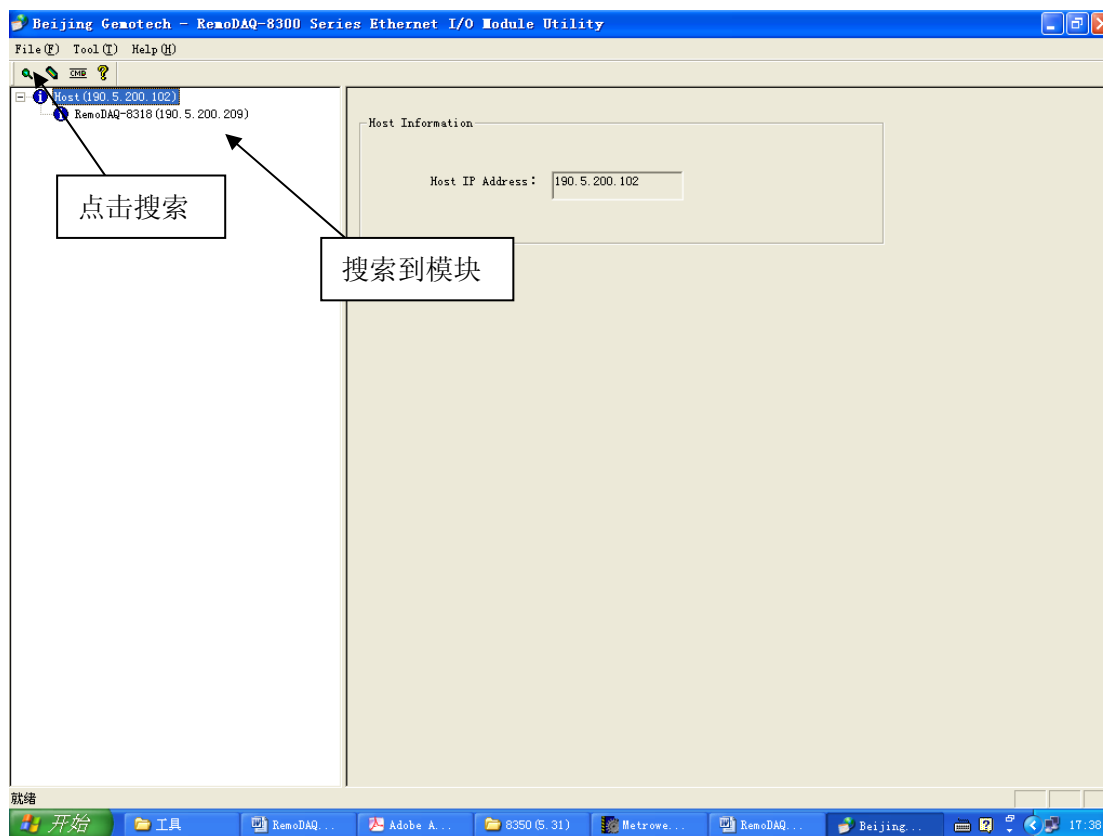 Beijing Gemotech - RemoDAQ-8300 Series Ethernet I/O Module Utility
File(F) Tool(T) Help(H)
CMD
Host(190.5.200.102)
RemoDAQ-8318(190.5.200.209)
Host Information
Host IP Address: 190.5.200.102
点击搜索
搜索到模块
就绪
开始 工具 RemoDAQ... Adobe A... 8350(5.31) Metrowe... RemoDAQ... Beijing... 17:38